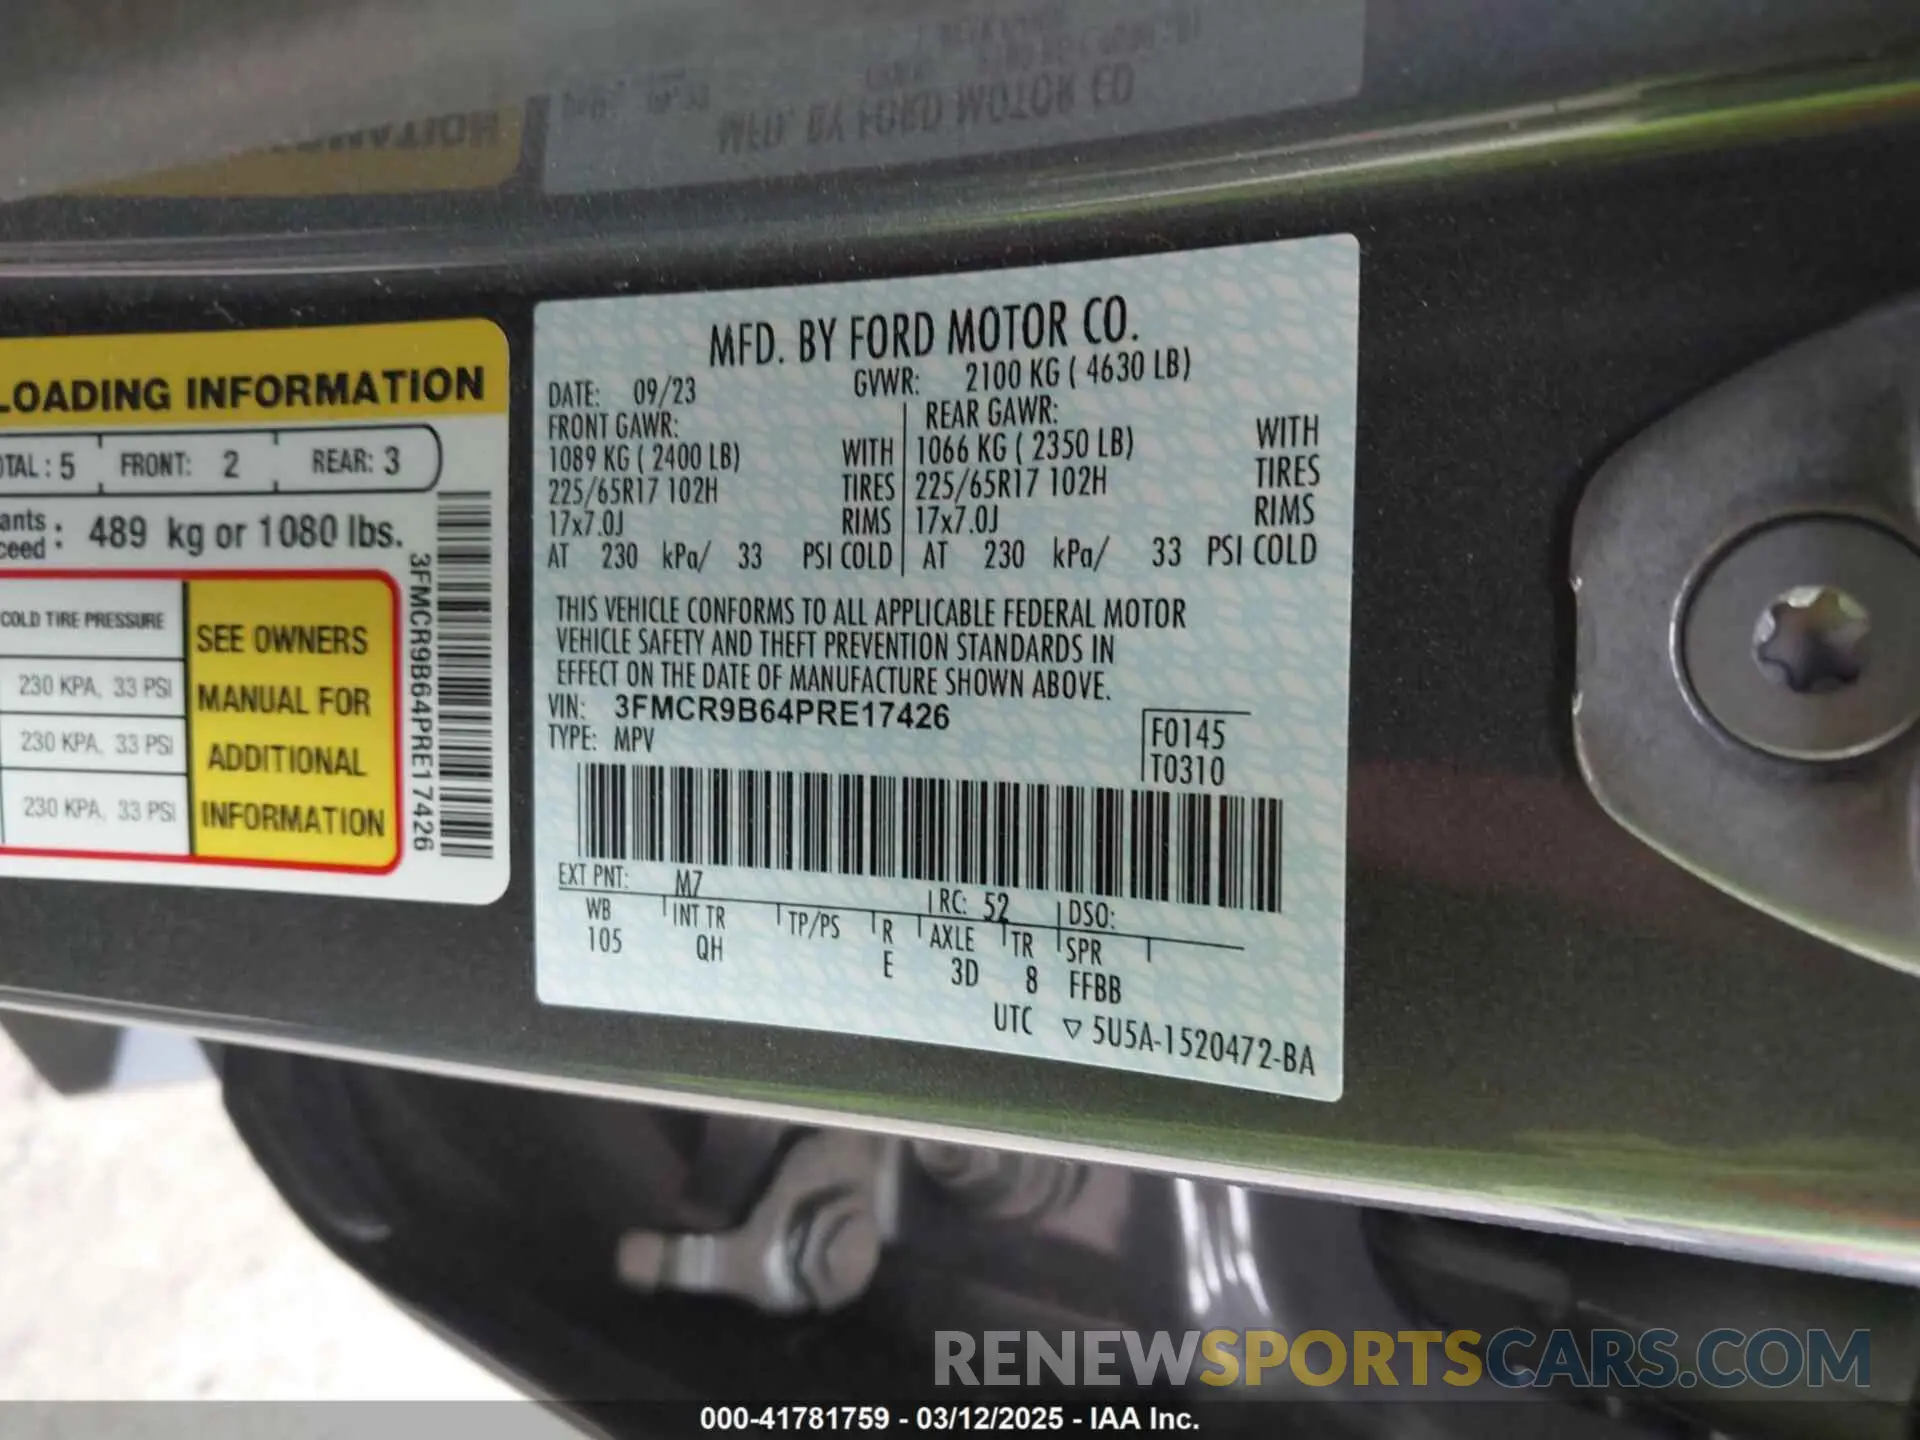 LOADING INFORMATION
OTAL : 5 FRONT: 2 REAR: 3
ants
ceed : 489 kg or 1080 lbs.
COLD TIRE PRESSURE
230 KPA, 33 PSI
230 KPA, 33 PSI
230 KPA, 33 PSI
SEE OWNERS
MANUAL FOR
ADDITIONAL
INFORMATION
3FMCR9B64PRE17426
MFD. BY FORD MOTOR CO.
DATE: 09/23 GVWR: 2100 KG ( 4630 LB)
FRONT GAWR: REAR GAWR:
1089 KG ( 2400 LB) WITH 1066 KG ( 2350 LB) WITH
225/65R17 102H TIRES 225/65R17 102H TIRES
17x7.0J RIMS 17x7.0J RIMS
AT 230 kPa/ 33 PSI COLD AT 230 kPa/ 33 PSI COLD
THIS VEHICLE CONFORMS TO ALL APPLICABLE FEDERAL MOTOR
VEHICLE SAFETY AND THEFT PREVENTION STANDARDS IN
EFFECT ON THE DATE OF MANUFACTURE SHOWN ABOVE.
VIN: 3FMCR9B64PRE17426
TYPE: MPV
F0145
T0310
EXT PNT: M7 RC: 52 DSO:
WB INT TR TP/PS R AXLE TR SPR
105 QH E 3D 8 FFBB
UTC ▽ 5U5A-1520472-BA
RENEWSPORTSCARS.COM
000-41781759 - 03/12/2025 - IAA Inc.